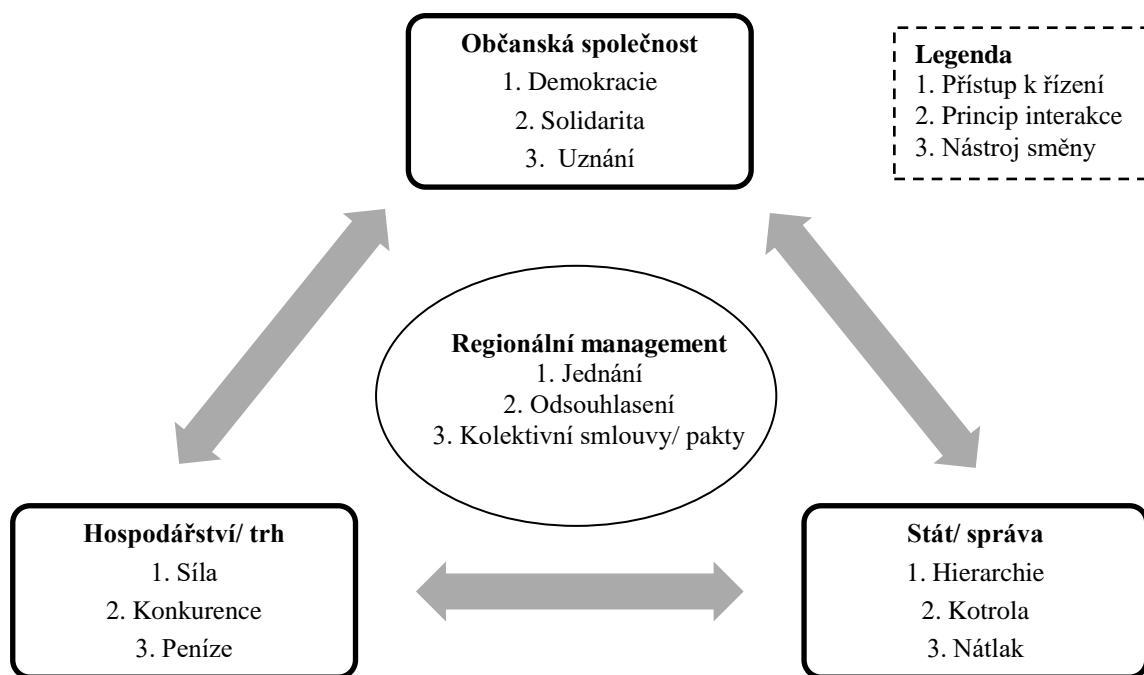 Občanská společnost
1. Demokracie
2. Solidarita
3. Uznání
Legenda
1. Přístup k řízení
2. Princip interakce
3. Nástroj směny
Regionální management
1. Jednání
2. Odsouhlasení
3. Kolektivní smlouvy/ pakty
Hospodářství/ trh
1. Síla
2. Konkurence
3. Peníze
Stát/ správa
1. Hierarchie
2. Kotrola
3. Nátlak